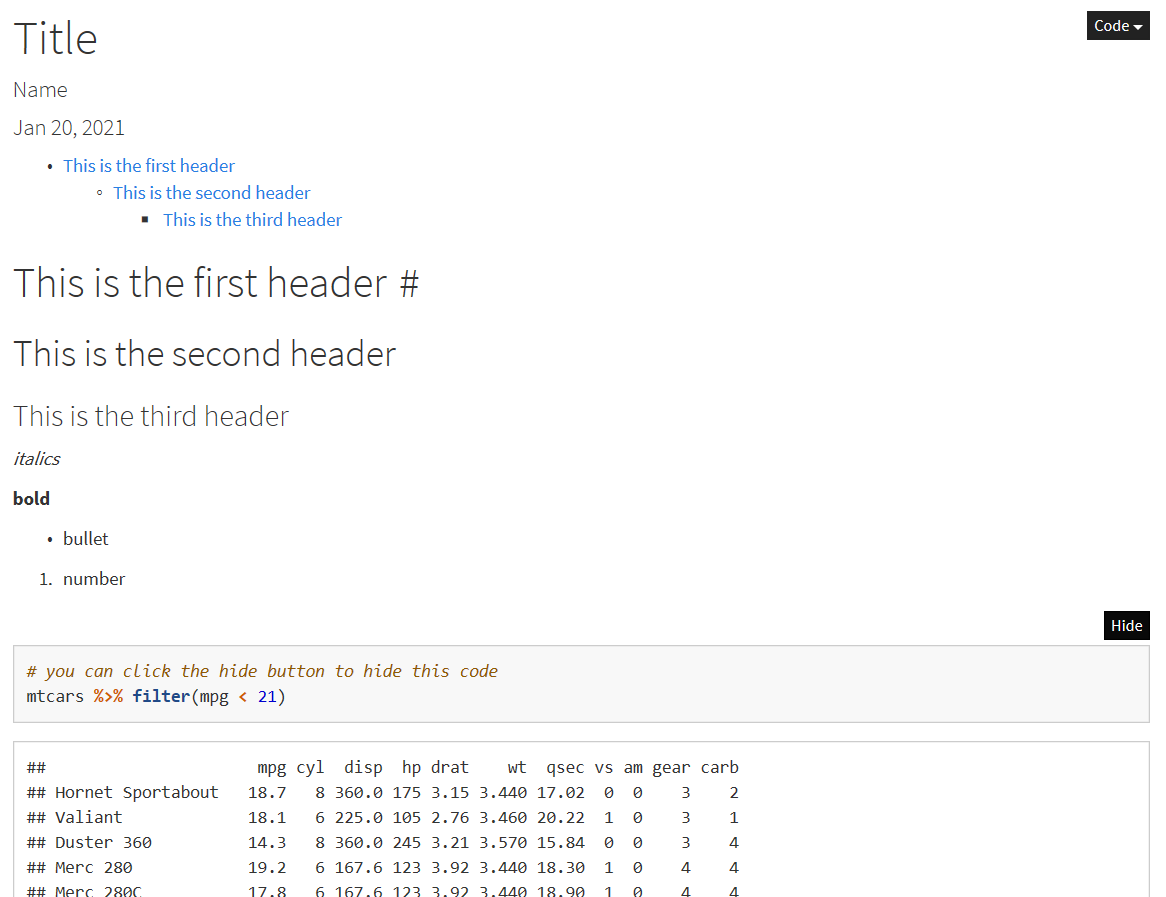 Title
Code
Name
Jan 20, 2021
• This is the first header
◦ This is the second header
▪ This is the third header
This is the first header #
This is the second header
This is the third header
italics
bold
• bullet
1. number
Hide
# you can click the hide button to hide this code
mtcars %>% filter(mpg < 21)
##                      mpg cyl  disp  hp drat    wt  qsec vs am gear carb
## Hornet Sportabout   18.7   8 360.0 175 3.15 3.440 17.02  0  0    3    2
## Valiant             18.1   6 225.0 105 2.76 3.460 20.22  1  0    3    1
## Duster 360          14.3   8 360.0 245 3.21 3.570 15.84  0  0    3    4
## Merc 280            19.2   6 167.6 123 3.92 3.440 18.30  1  0    4    4
## Merc 280C           17.8   6 167.6 123 3.92 3.440 18.90  1  0    4    4